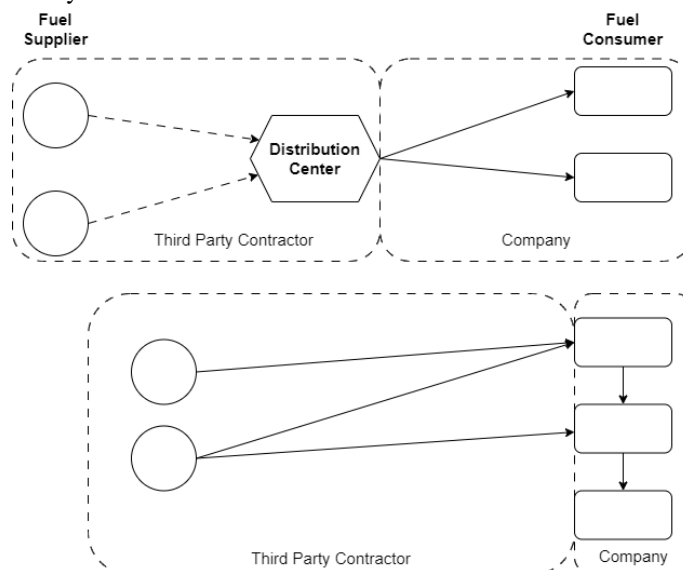 Fuel
Supplier
Fuel
Consumer
Distribution
Center
Third Party Contractor
Company
Third Party Contractor
Company